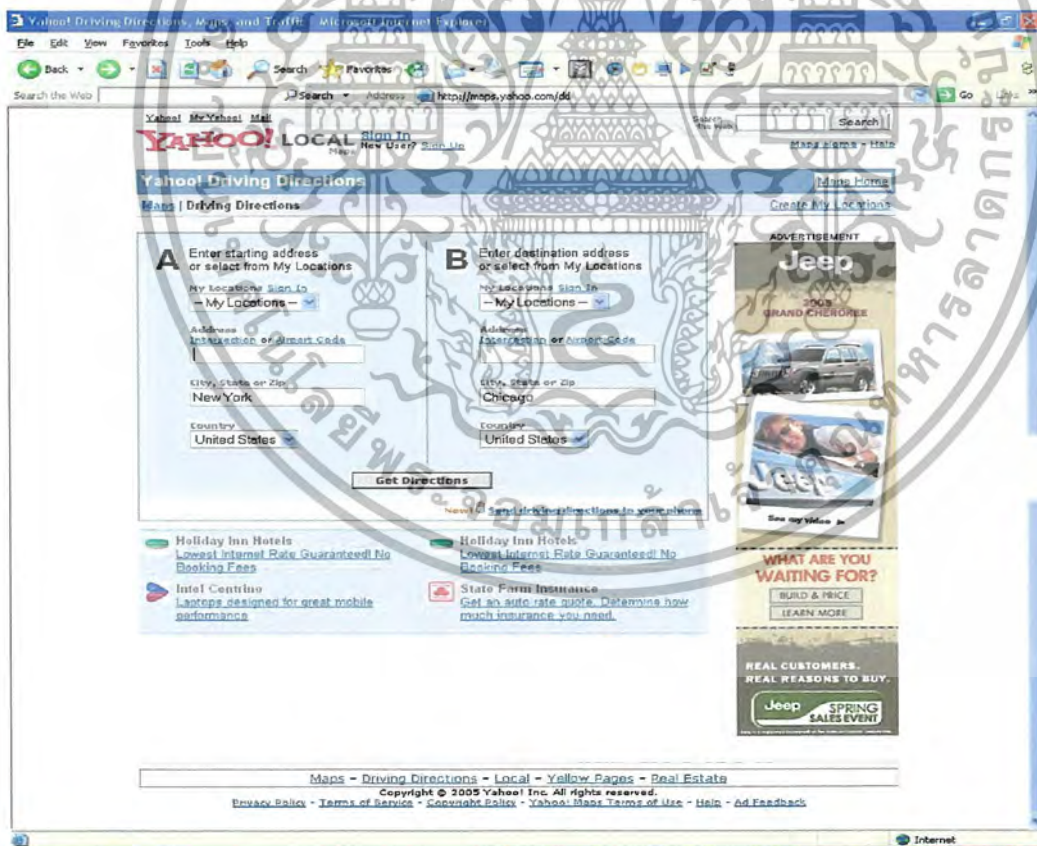 Yahoo! Driving Directions, Maps, and Traffic - Microsoft Internet Explorer
File Edit View Favorites Tools Help
Back Search Favorites
Search the Web Search Address http://maps.yahoo.com/dd Go Links »
Yahoo! My Yahoo! Mail
YAHOO! LOCAL Sign In
Maps New User? Sign Up
Search the Web Search
Maps Home - Help
Yahoo! Driving Directions Maps Home
Maps | Driving Directions Create My Locations
A Enter starting address
or select from My Locations
My Locations Sign In
-- My Locations --
Address
Intersection or Airport Code
City, State or Zip
New York
Country
United States
B Enter destination address
or select from My Locations
My Locations Sign In
-- My Locations --
Address
Intersection or Airport Code
City, State or Zip
Chicago
Country
United States
Get Directions
New! Send driving directions to your phone
Holiday Inn Hotels
Lowest Internet Rate Guaranteed! No
Booking Fees
Holiday Inn Hotels
Lowest Internet Rate Guaranteed! No
Booking Fees
Intel Centrino
Laptops designed for great mobile
performance
State Farm Insurance
Get an auto rate quote. Determine how
much insurance you need.
ADVERTISEMENT
Jeep
2005
GRAND CHEROKEE
Jeep
See my video
WHAT ARE YOU
WAITING FOR?
BUILD & PRICE
LEARN MORE
REAL CUSTOMERS.
REAL REASONS TO BUY.
Jeep SPRING
SALES EVENT
Maps - Driving Directions - Local - Yellow Pages - Real Estate
Copyright © 2005 Yahoo! Inc. All rights reserved.
Privacy Policy - Terms of Service - Copyright Policy - Yahoo! Maps Terms of Use - Help - Ad Feedback
Internet